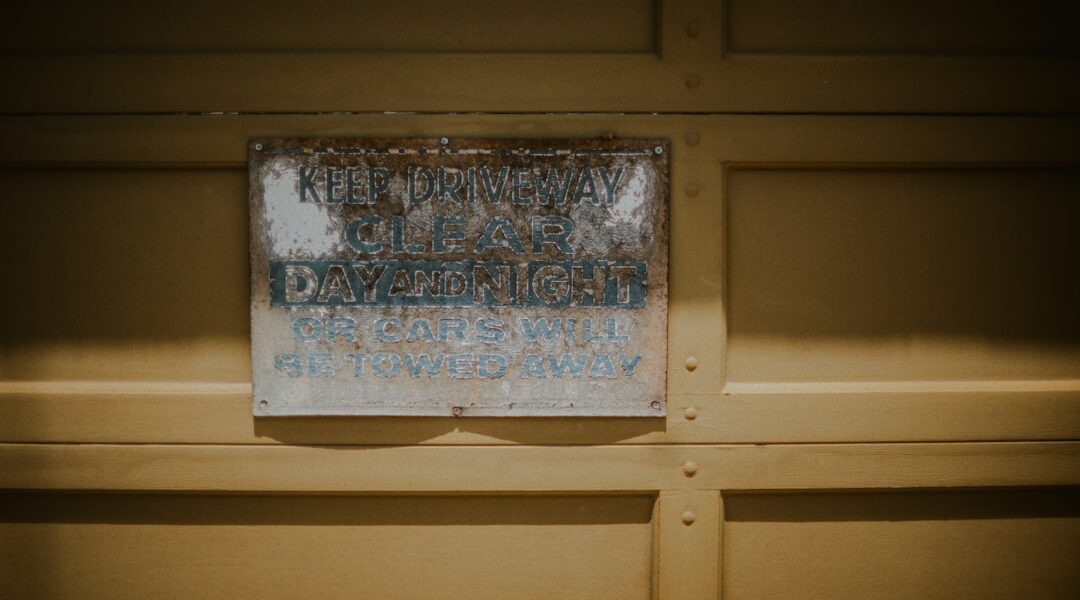 KEEP DRIVEWAY
CLEAR
DAY AND NIGHT
OR CARS WILL
BE TOWED AWAY